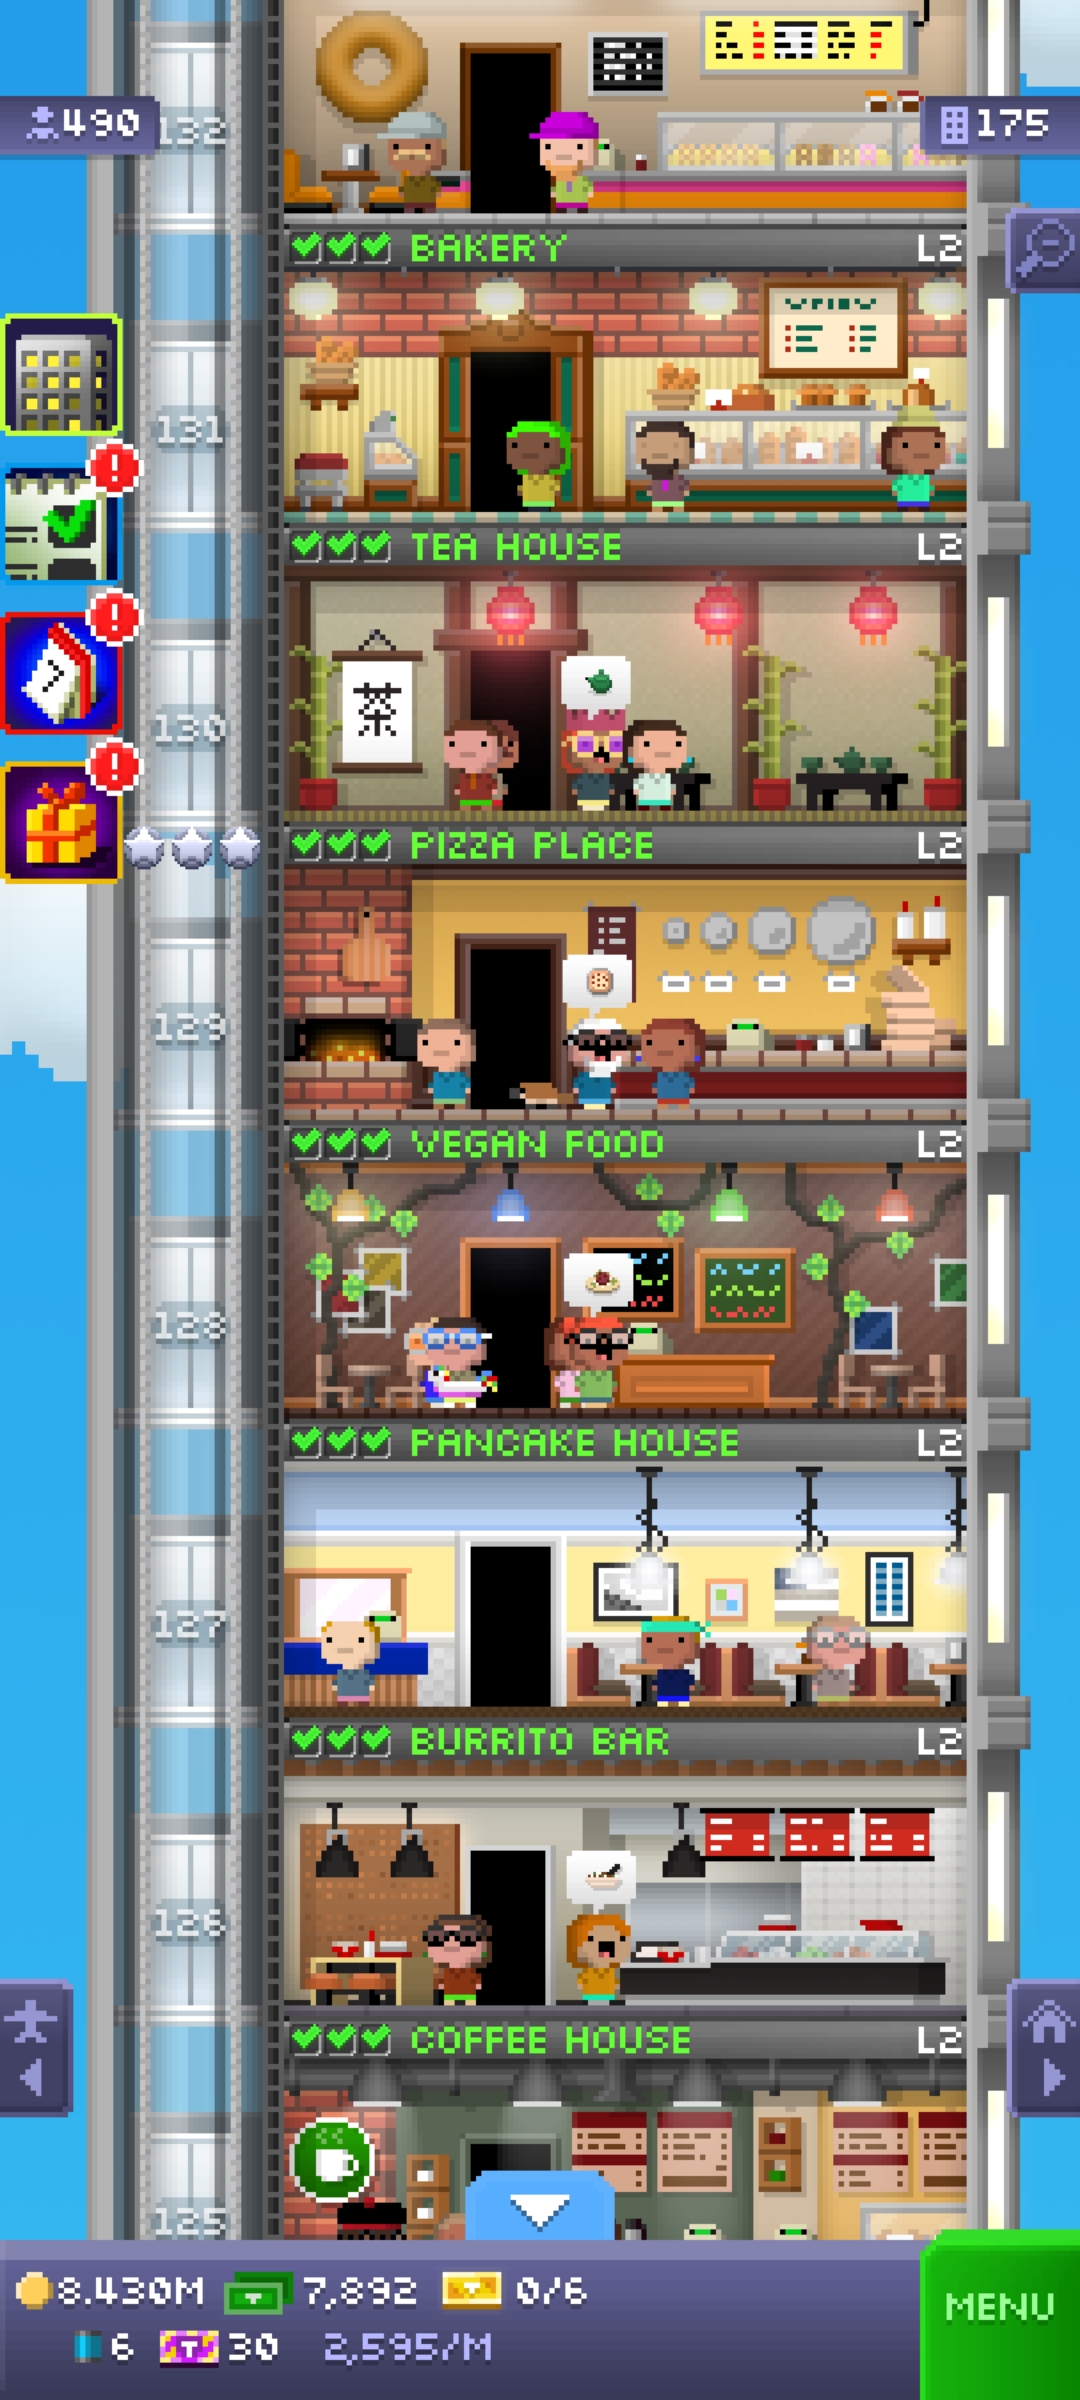 132
490
175
BAKERY L2
131
TEA HOUSE L2
茶
130
PIZZA PLACE L2
129
VEGAN FOOD L2
128
PANCAKE HOUSE L2
127
BURRITO BAR L2
126
COFFEE HOUSE L2
125
8.430M 7,892 0/6
6 T 30 2,595/M
MENU